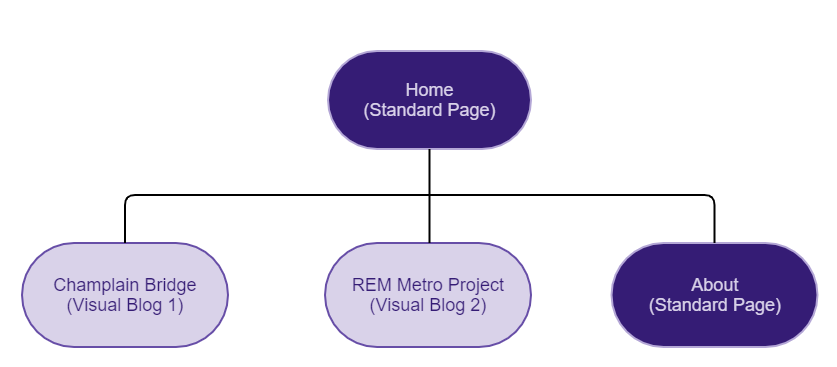 Home
(Standard Page)
Champlain Bridge
(Visual Blog 1)
REM Metro Project
(Visual Blog 2)
About
(Standard Page)